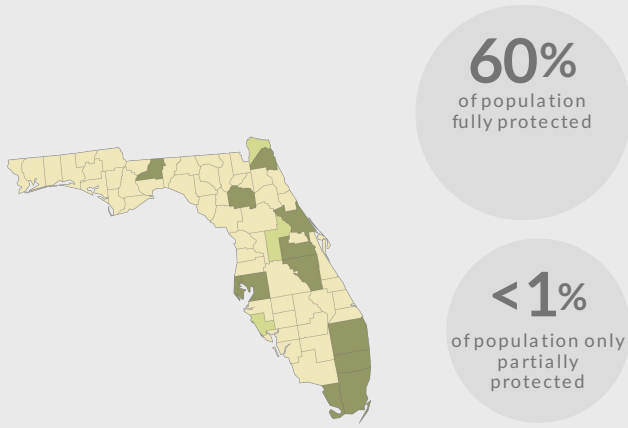 60%
of population
fully protected
<1%
of population only
partially
protected